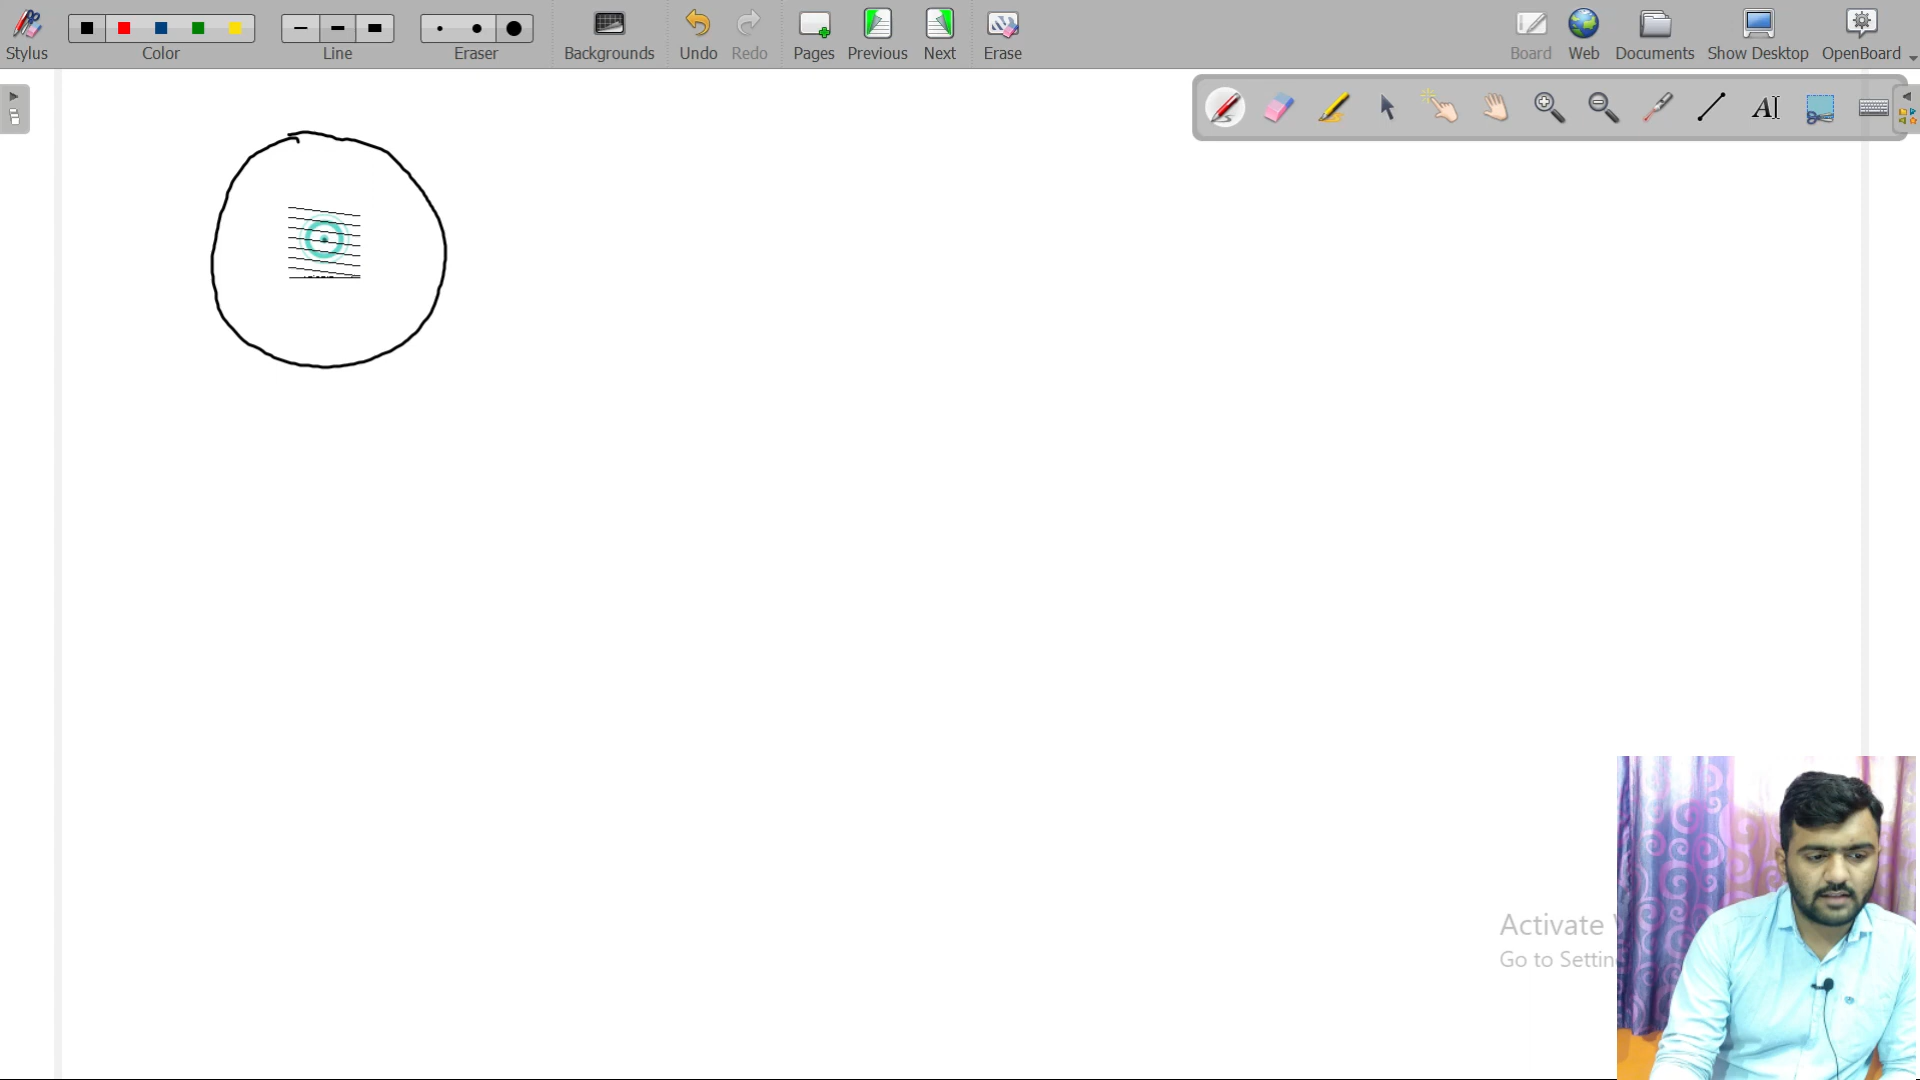 Stylus Color Line Eraser Backgrounds Undo Redo Pages Previous Next Erase Board Web Documents Show Desktop OpenBoard
Activate
Go to Settin